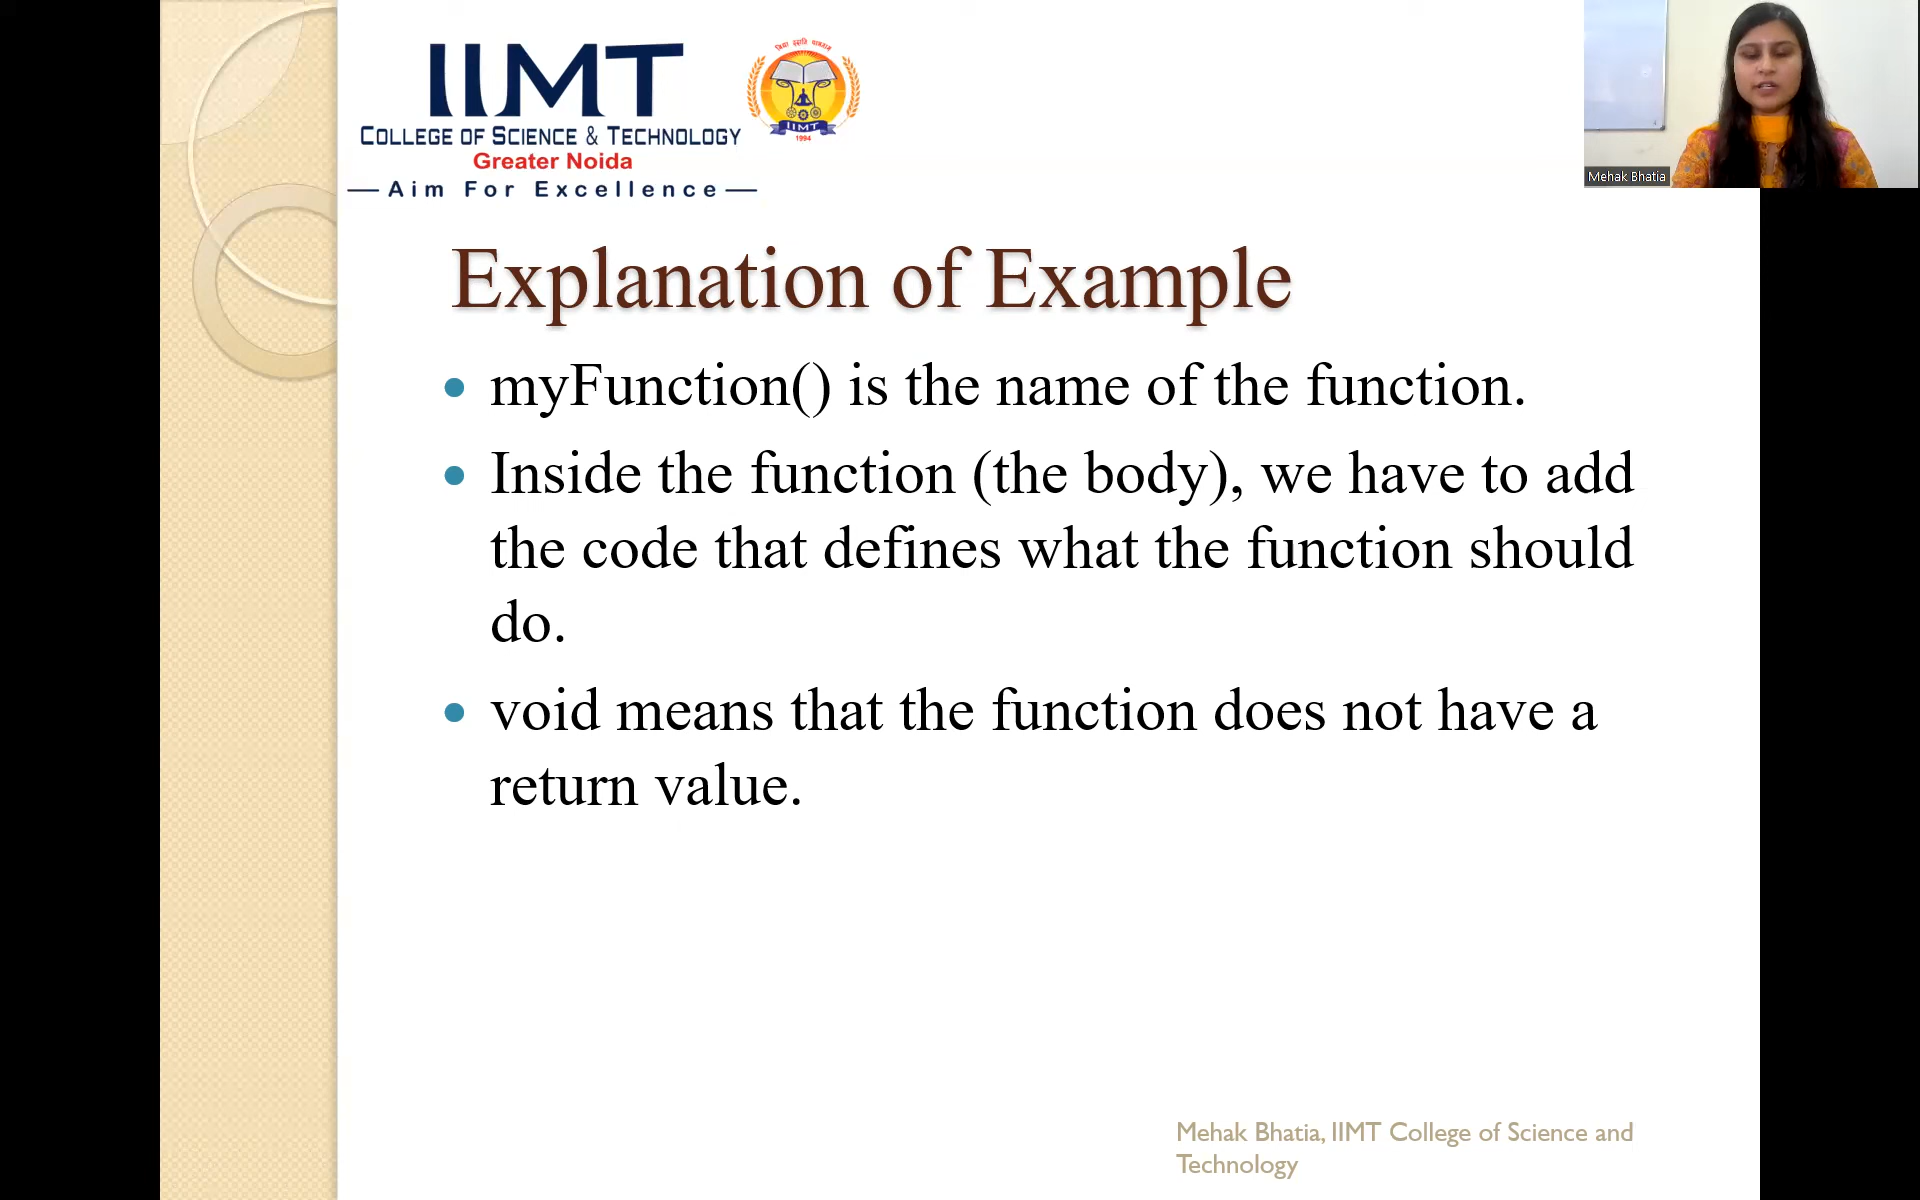 IIMT
COLLEGE OF SCIENCE & TECHNOLOGY
Greater Noida
Aim For Excellence
IIMT
1994
Mehak Bhatia
Explanation of Example
• myFunction() is the name of the function.
• Inside the function (the body), we have to add
the code that defines what the function should
do.
• void means that the function does not have a
return value.
Mehak Bhatia, IIMT College of Science and
Technology